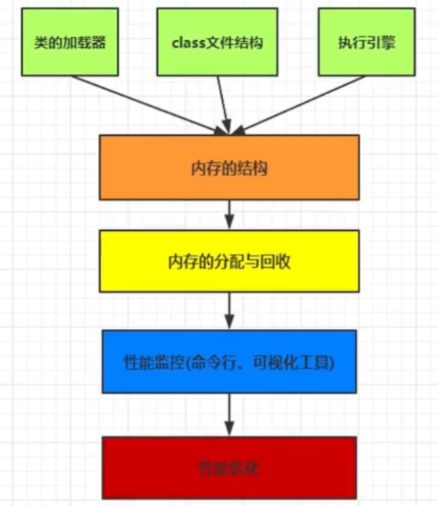 类的加载器
class文件结构
执行引擎
内存的结构
内存的分配与回收
性能监控(命令行、可视化工具)
性能优化